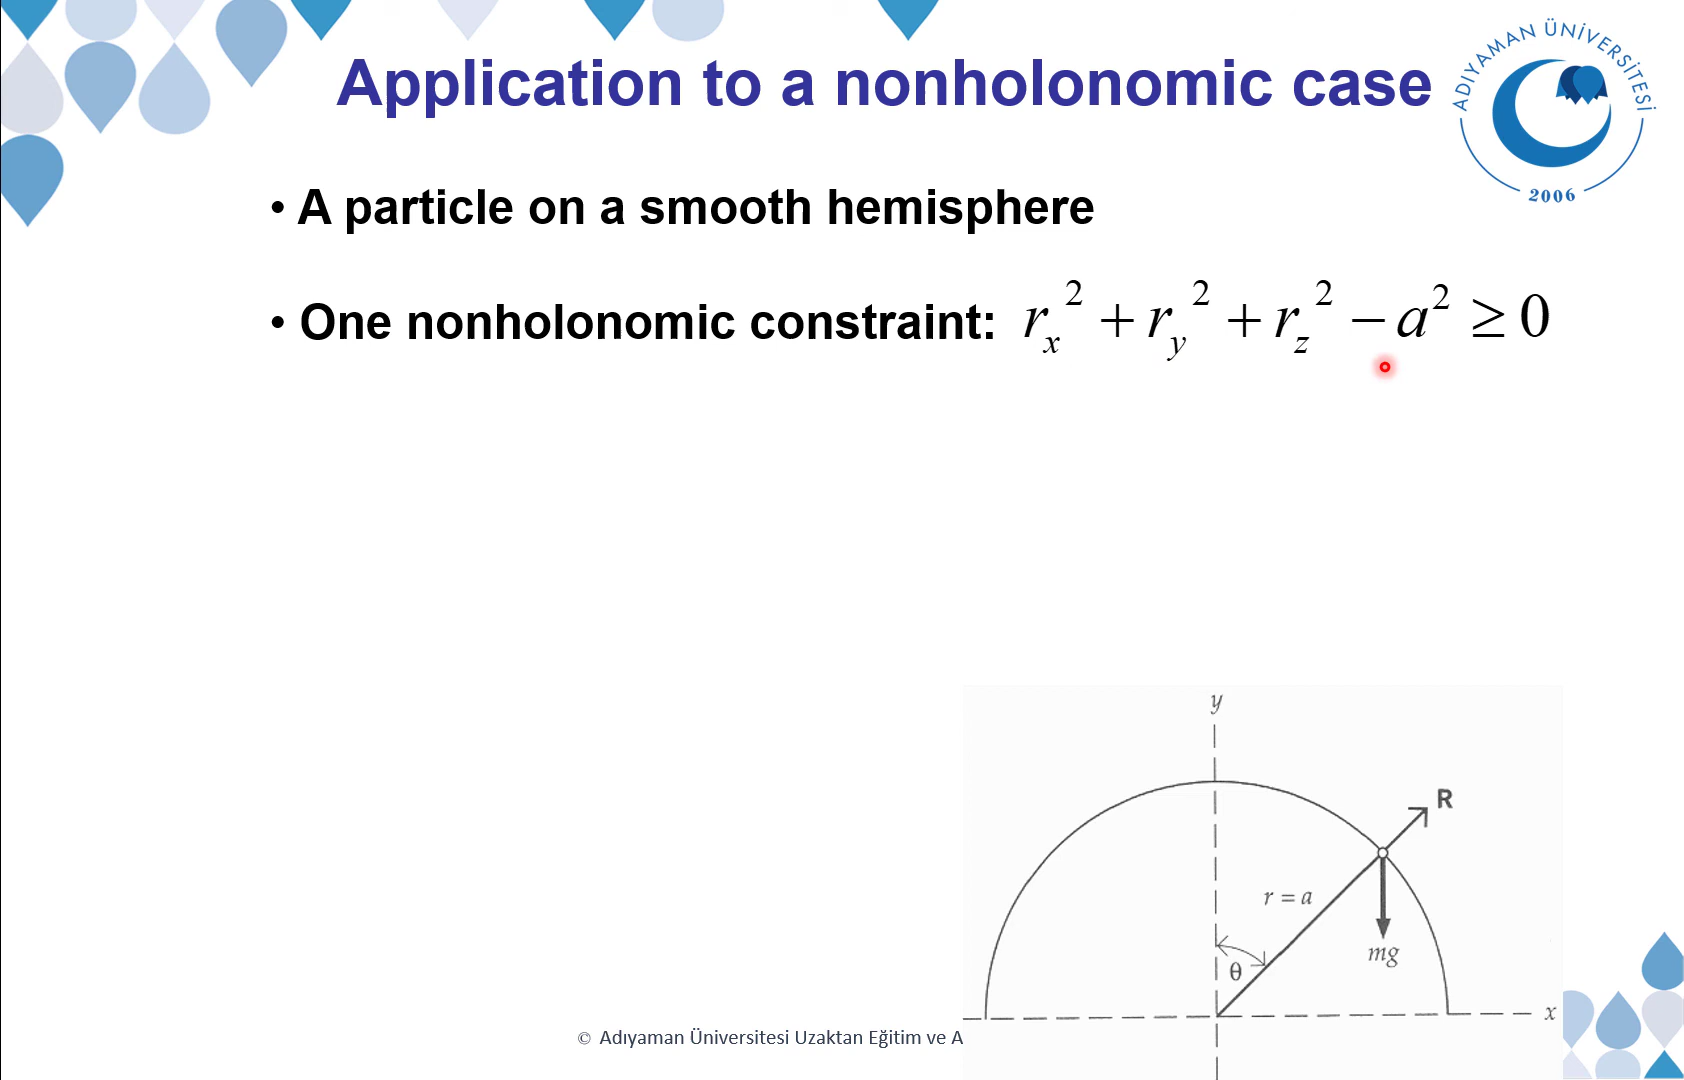 Application to a nonholonomic case
ADIYAMAN ÜNİVERSİTESİ
2006
• A particle on a smooth hemisphere
• One nonholonomic constraint: r_x^2 + r_y^2 + r_z^2 − a^2 ≥ 0
y
R
r = a
θ
mg
x
© Adıyaman Üniversitesi Uzaktan Eğitim ve A